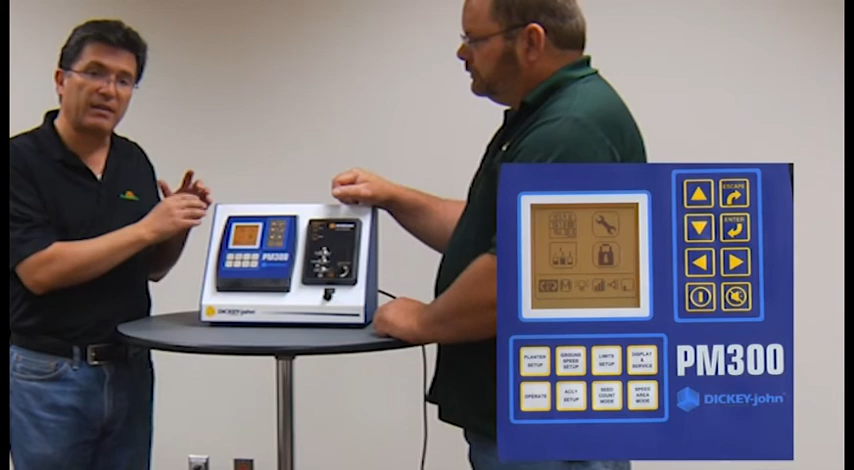 PM300
DICKEY-john
ESCAPE
ENTER
PLANTER SETUP
GROUND SPEED SETUP
LIMITS SETUP
DISPLAY & SERVICE
OPERATE
ACCY SETUP
SEED COUNT MODE
SPEED AREA MODE
PM300
DICKEY-john